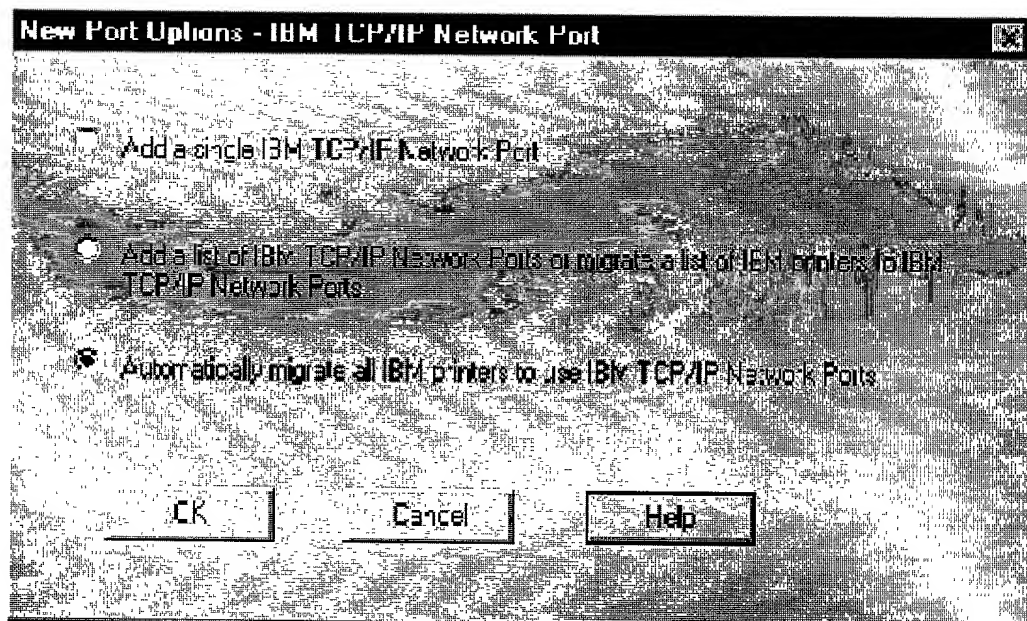 New Port Options - IBM TCP/IP Network Port
Add a single IBM TCP/IP Network Port
Add a list of IBM TCP/IP Network Ports or migrate a list of IBM printers to IBM
TCP/IP Network Ports
Automatically migrate all IBM printers to use IBM TCP/IP Network Ports
OK
Cancel
Help